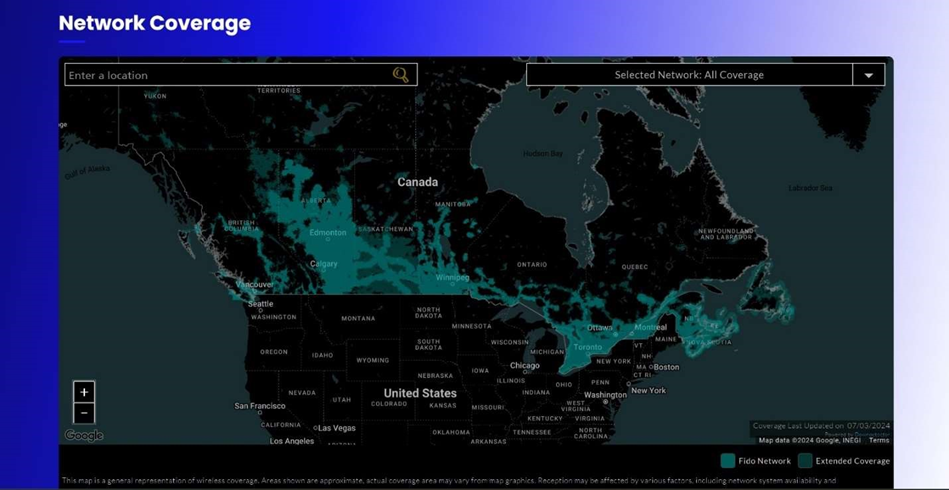 Network Coverage
Enter a location
Selected Network: All Coverage
YUKON
TERRITORIES
ge
Gulf of Alaska
Hudson Bay
Labrador Sea
Canada
ALBERTA
MANITOBA
BRITISH
COLUMBIA
Edmonton
SASKATCHEWAN
NEWFOUNDLAND
AND LABRADOR
Calgary
ONTARIO
QUEBEC
Winnipeg
Vancouver
Seattle
WASHINGTON
MONTANA
NORTH
DAKOTA
MINNESOTA
Ottawa
Montreal
NB
PE
MAINE
NOVA SCOTIA
OREGON
IDAHO
WYOMING
SOUTH
DAKOTA
WISCONSIN
MICHIGAN
Toronto
VT
NH
NEW YORK
MA
Boston
CT RI
Chicago
IOWA
NEBRASKA
ILLINOIS
INDIANA
OHIO
PENN
New York
NEVADA
UTAH
United States
COLORADO
KANSAS
MISSOURI
WEST
VIRGINIA
Washington
San Francisco
CALIFORNIA
Las Vegas
KENTUCKY
VIRGINIA
Los Angeles
ARIZONA
OKLAHOMA
ARKANSAS
TENNESSEE
NORTH
CAROLINA
+
−
Google
Coverage Last Updated on 07/03/2024
Map data ©2024 Google, INEGI Terms
Fido Network
Extended Coverage
This map is a general representation of wireless coverage. Areas shown are approximate, actual coverage area may vary from map graphics. Reception may be affected by various factors, including network system availability and